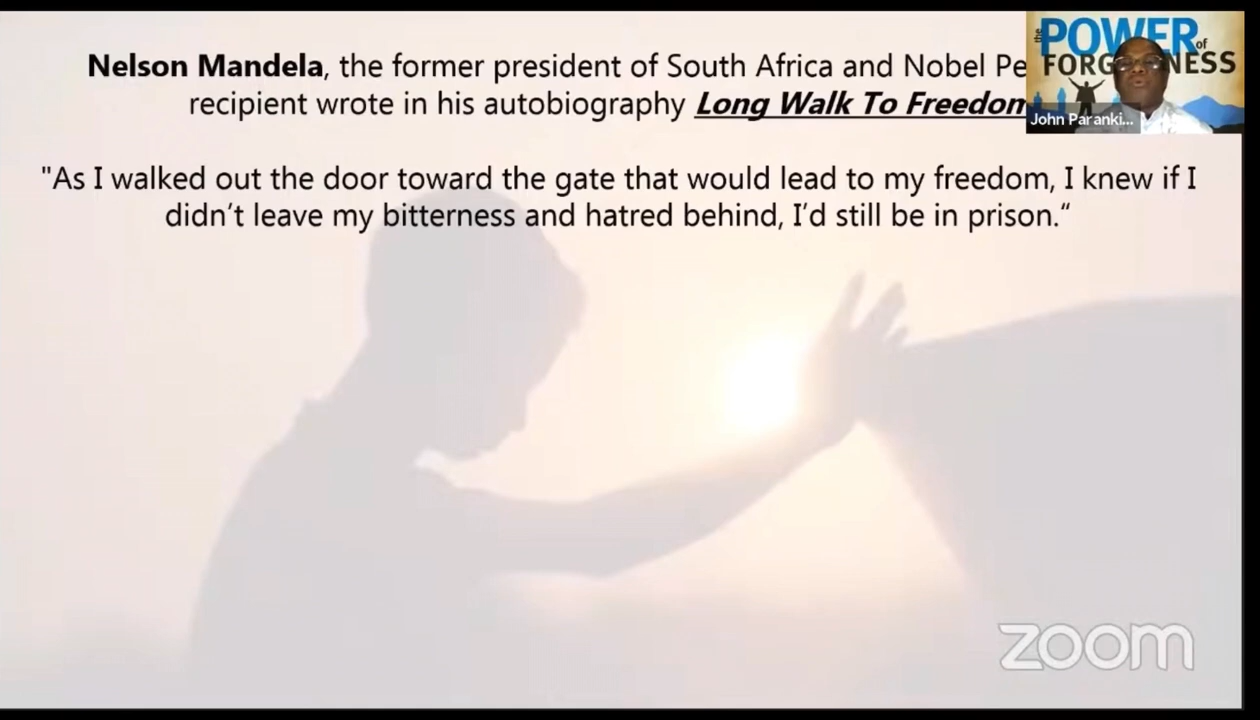 Nelson Mandela, the former president of South Africa and Nobel Pe
recipient wrote in his autobiography Long Walk To Freedom
"As I walked out the door toward the gate that would lead to my freedom, I knew if I
didn't leave my bitterness and hatred behind, I'd still be in prison."
the POWER of
FORG NESS
John Paranki...
zoom